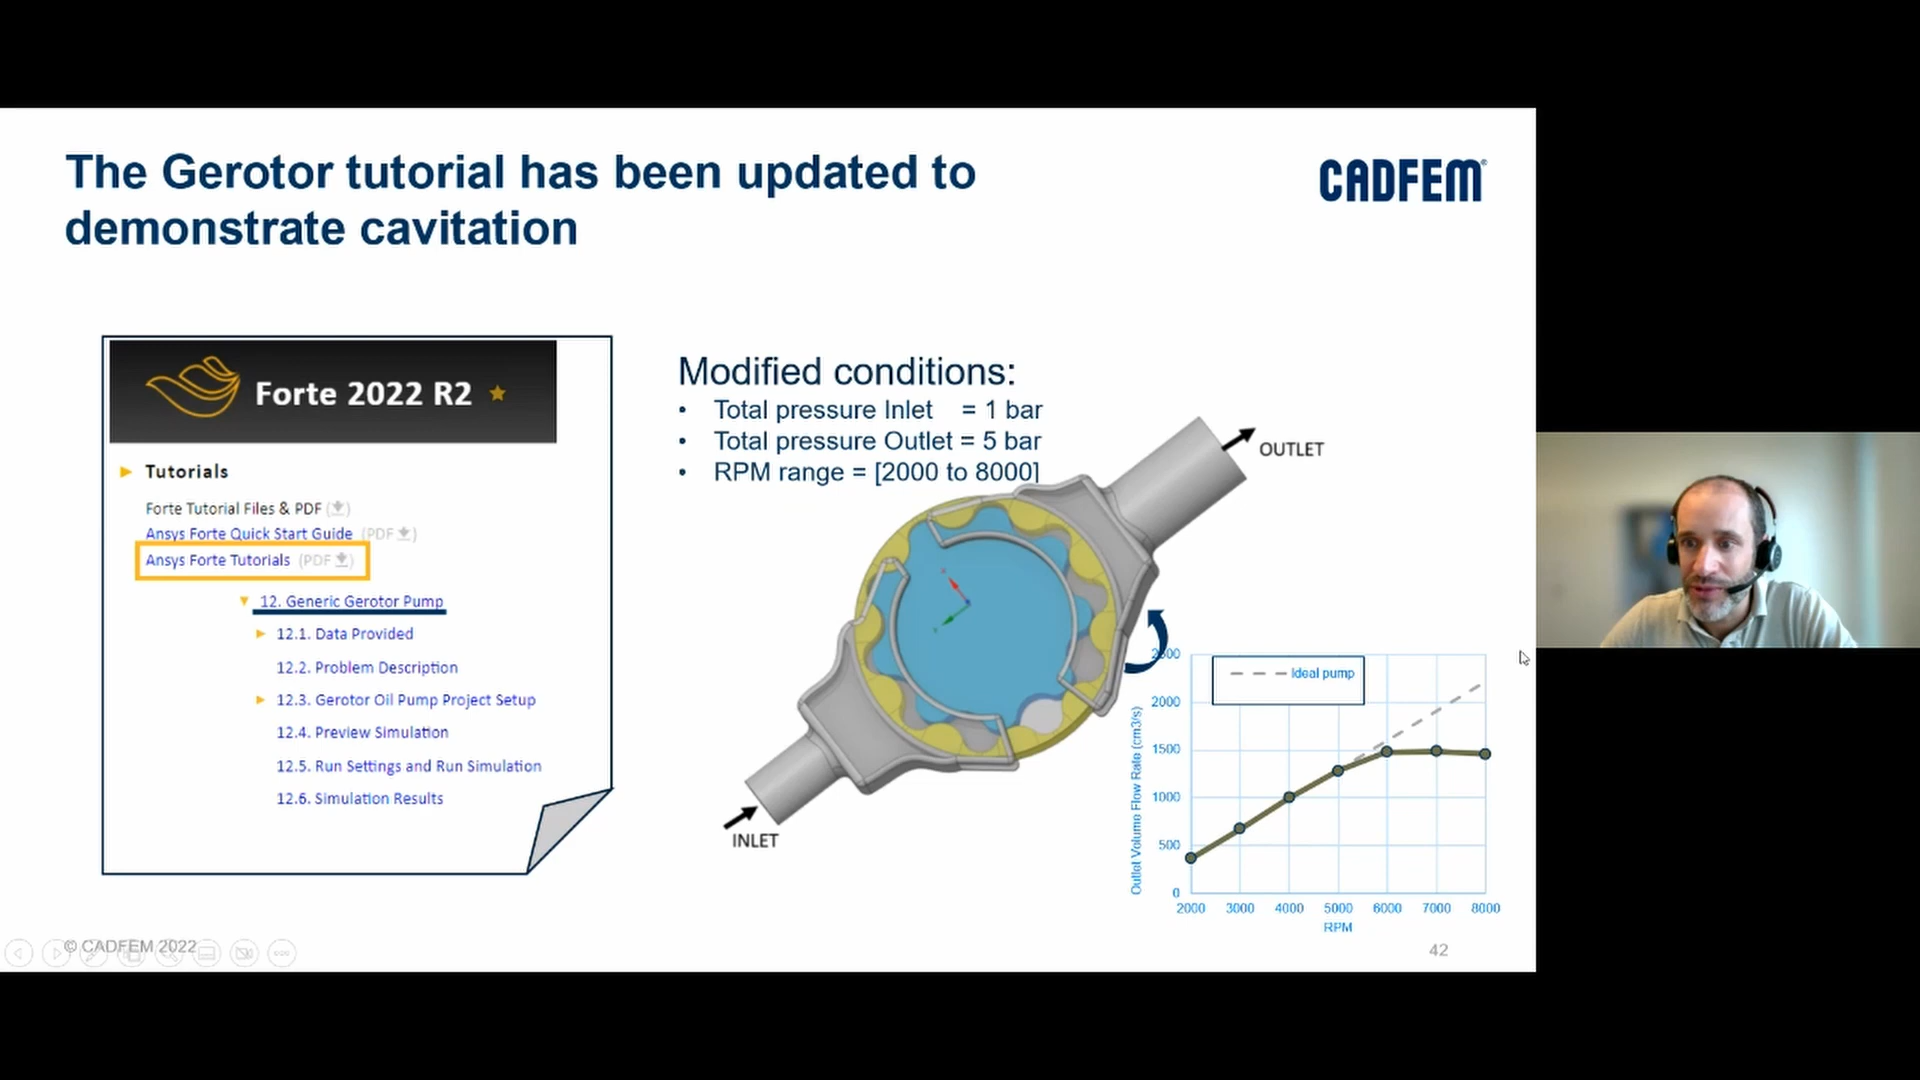 The Gerotor tutorial has been updated to
demonstrate cavitation
CADFEM®
Forte 2022 R2
Tutorials
Forte Tutorial Files & PDF
Ansys Forte Quick Start Guide (PDF)
Ansys Forte Tutorials (PDF)
12. Generic Gerotor Pump
12.1. Data Provided
12.2. Problem Description
12.3. Gerotor Oil Pump Project Setup
12.4. Preview Simulation
12.5. Run Settings and Run Simulation
12.6. Simulation Results
Modified conditions:
• Total pressure Inlet = 1 bar
• Total pressure Outlet = 5 bar
• RPM range = [2000 to 8000]
OUTLET
INLET
Ideal pump
Outlet Volume Flow Rate (cm3/s)
2500
2000
1500
1000
500
0
2000 3000 4000 5000 6000 7000 8000
RPM
© CADFEM 2022
42